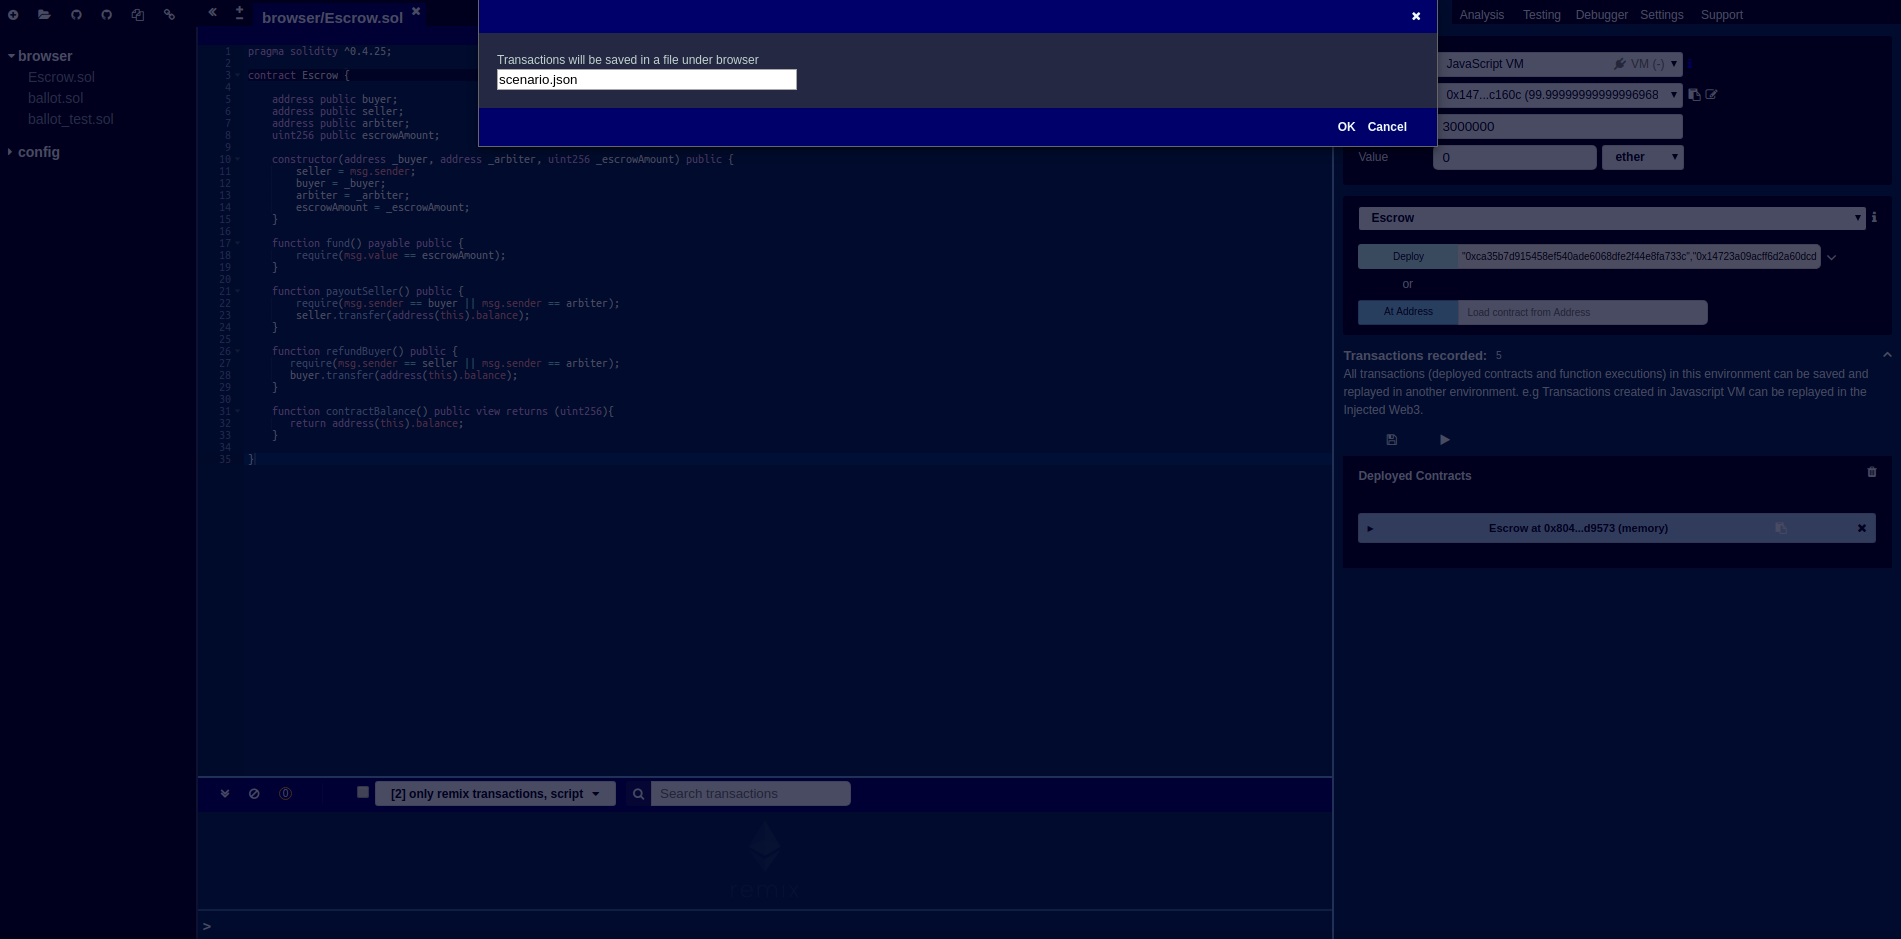 browser/Escrow.sol
Analysis Testing Debugger Settings Support
browser
Escrow.sol
ballot.sol
ballot_test.sol
config
1 pragma solidity ^0.4.25;
2
3 contract Escrow {
4
5 address public buyer;
6 address public seller;
7 address public arbiter;
8 uint256 public escrowAmount;
9
10 constructor(address _buyer, address _arbiter, uint256 _escrowAmount) public {
11 seller = msg.sender;
12 buyer = _buyer;
13 arbiter = _arbiter;
14 escrowAmount = _escrowAmount;
15 }
16
17 function fund() payable public {
18 require(msg.value == escrowAmount);
19 }
20
21 function payoutSeller() public {
22 require(msg.sender == buyer || msg.sender == arbiter);
23 seller.transfer(address(this).balance);
24 }
25
26 function refundBuyer() public {
27 require(msg.sender == seller || msg.sender == arbiter);
28 buyer.transfer(address(this).balance);
29 }
30
31 function contractBalance() public view returns (uint256){
32 return address(this).balance;
33 }
34
35 }
Transactions will be saved in a file under browser
scenario.json
OK Cancel
JavaScript VM VM (-)
0x147...c160c (99.99999999999996968
3000000
Value 0 ether
Escrow
Deploy "0xca35b7d915458ef540ade6068dfe2f44e8fa733c","0x14723a09acff6d2a60dcd
or
At Address Load contract from Address
Transactions recorded: 5
All transactions (deployed contracts and function executions) in this environment can be saved and
replayed in another environment. e.g Transactions created in Javascript VM can be replayed in the
Injected Web3.
Deployed Contracts
Escrow at 0x804...d9573 (memory)
0 [2] only remix transactions, script Search transactions
remix
>